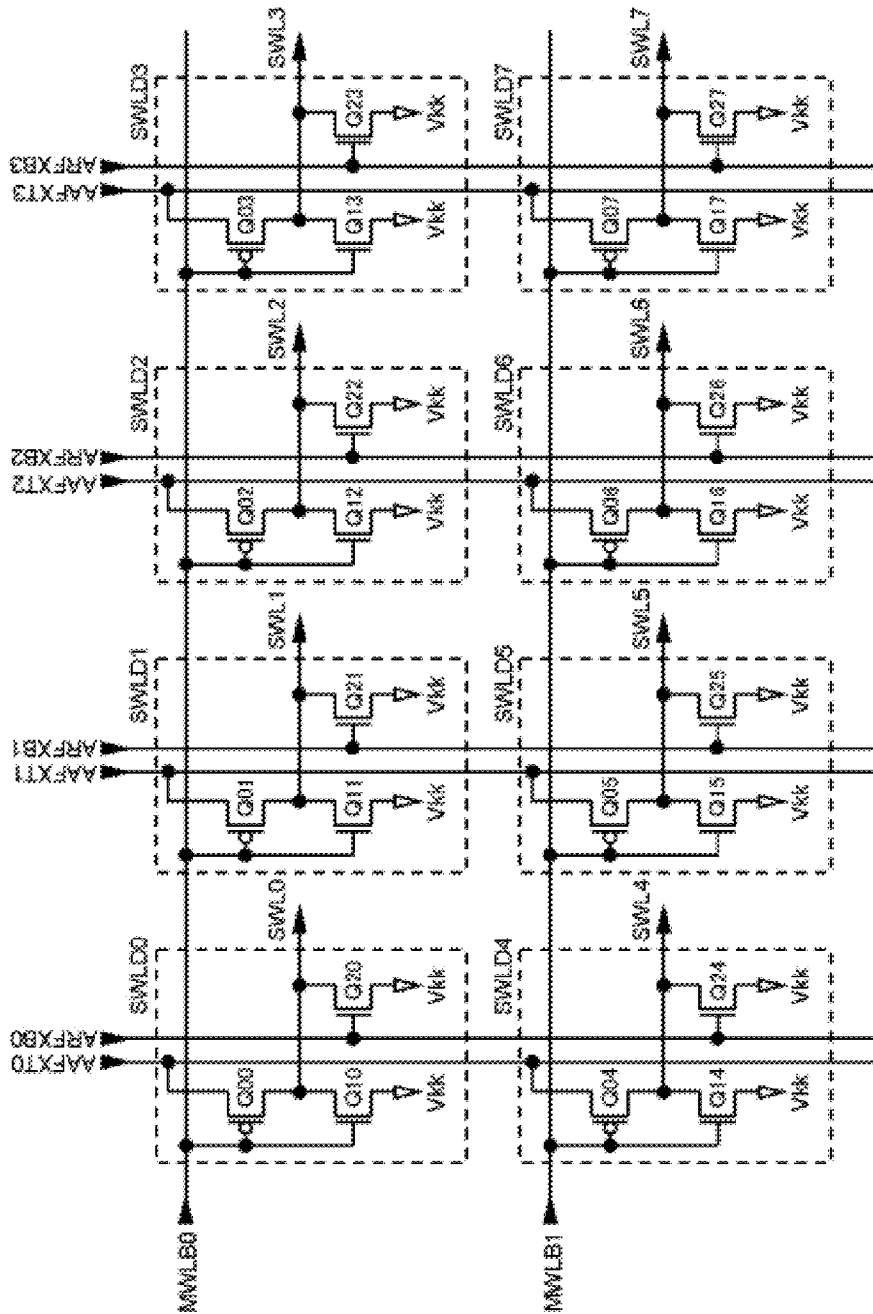 AAFXT0 ARFXB0 AAFXT1 ARFXB1 AAFXT2 ARFXB2 AAFXT3 ARFXB3
SWLD0 SWLD1 SWLD2 SWLD3
MWLB0
Q00 Q01 Q02 Q03
SWL0 SWL1 SWL2 SWL3
Q10 Q20 Q11 Q21 Q12 Q22 Q13 Q23
Vkk Vkk Vkk Vkk Vkk Vkk Vkk Vkk
SWLD4 SWLD5 SWLD6 SWLD7
MWLB1
Q04 Q05 Q06 Q07
SWL4 SWL5 SWL6 SWL7
Q14 Q24 Q15 Q25 Q16 Q26 Q17 Q27
Vkk Vkk Vkk Vkk Vkk Vkk Vkk Vkk